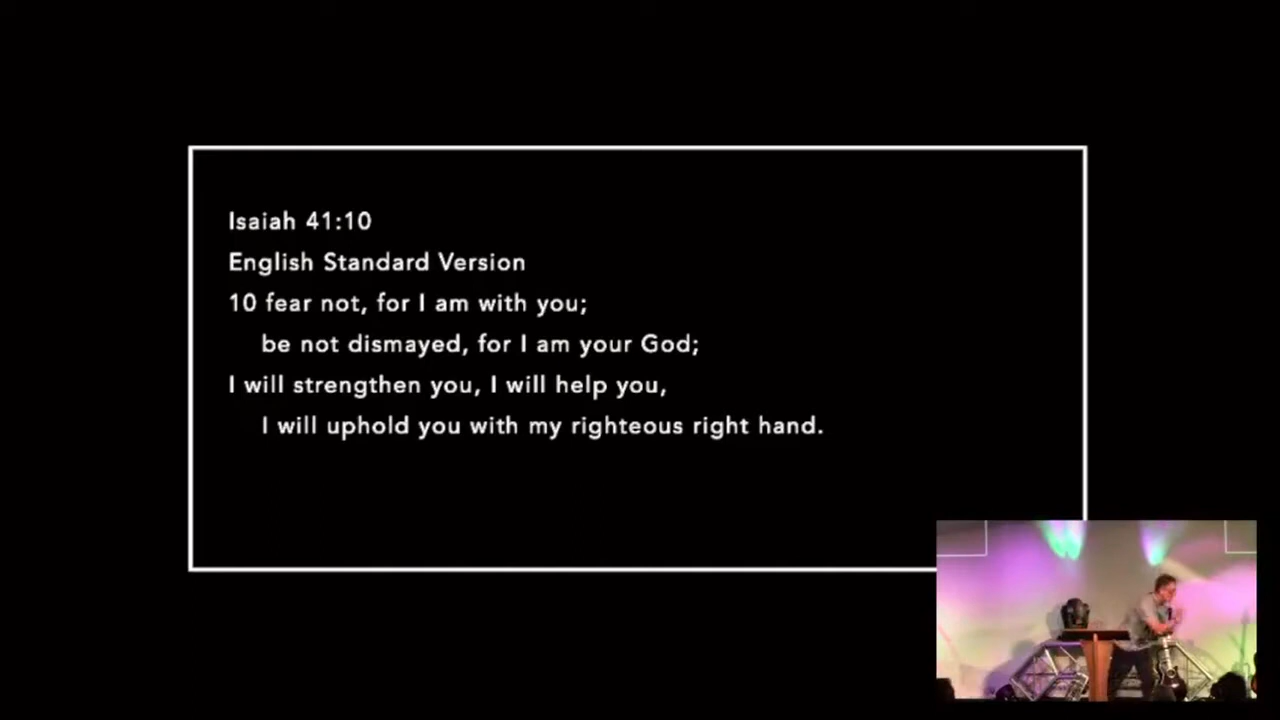 Isaiah 41:10
English Standard Version
10 fear not, for I am with you;
be not dismayed, for I am your God;
I will strengthen you, I will help you,
I will uphold you with my righteous right hand.